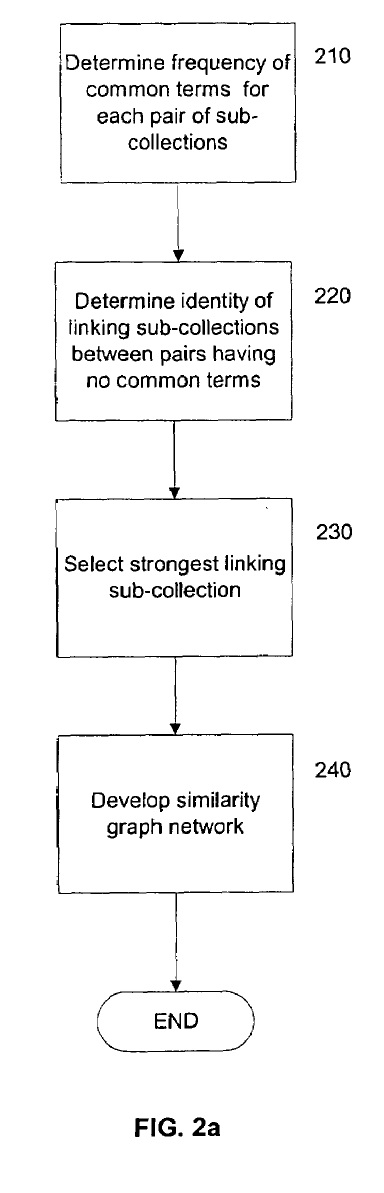 210
Determine frequency of
common terms for
each pair of sub-
collections
220
Determine identity of
linking sub-collections
between pairs having
no common terms
230
Select strongest linking
sub-collection
240
Develop similarity
graph network
END
FIG. 2a